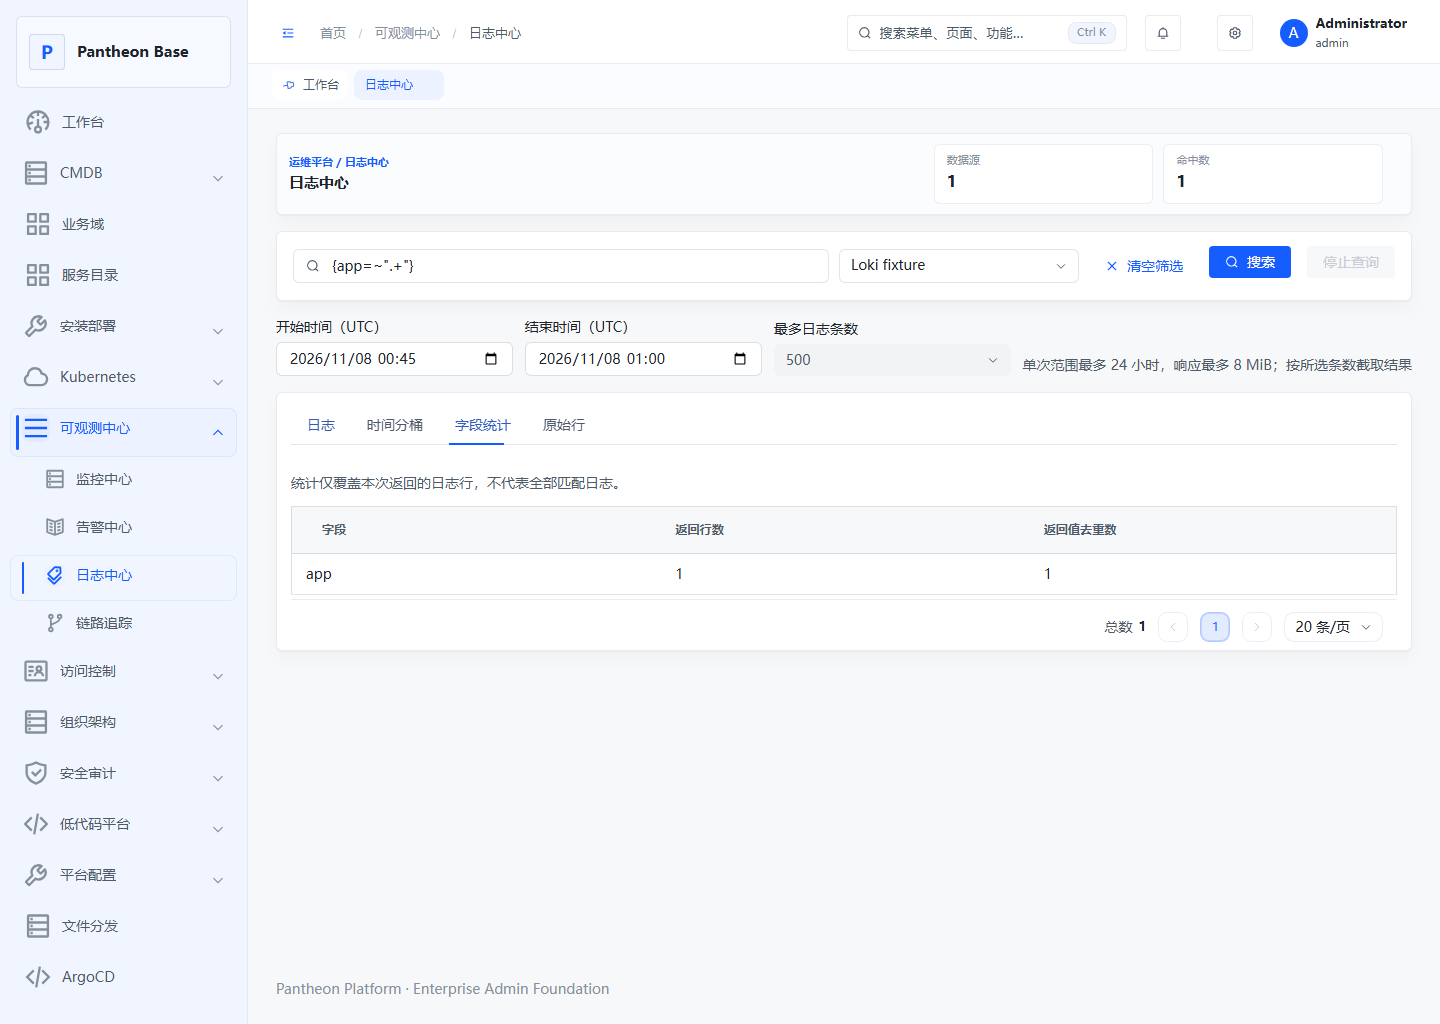 P Pantheon Base
工作台
CMDB
业务域
服务目录
安装部署
Kubernetes
可观测中心
监控中心
告警中心
日志中心
链路追踪
访问控制
组织架构
安全审计
低代码平台
平台配置
文件分发
ArgoCD
首页 / 可观测中心 / 日志中心
搜索菜单、页面、功能... Ctrl K
A Administrator
admin
工作台 日志中心
运维平台 / 日志中心
日志中心
数据源
1
命中数
1
{app=~".+"} Loki fixture 清空筛选 搜索 停止查询
开始时间（UTC） 结束时间（UTC） 最多日志条数
2026/11/08 00:45 2026/11/08 01:00 500 单次范围最多 24 小时，响应最多 8 MiB；按所选条数截取结果
日志 时间分桶 字段统计 原始行
统计仅覆盖本次返回的日志行，不代表全部匹配日志。
字段 返回行数 返回值去重数
app 1 1
总数 1 1 20 条/页
Pantheon Platform · Enterprise Admin Foundation